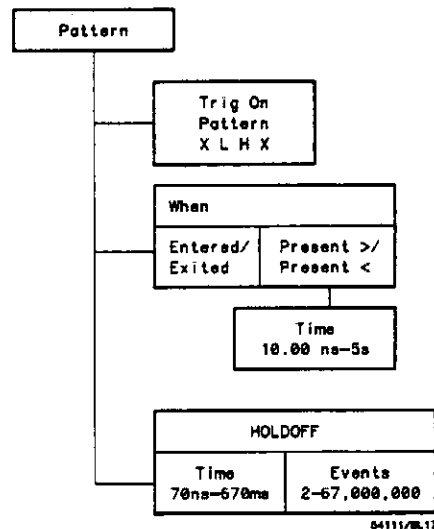 Pattern
Trig On
Pattern
X L H X
When
Entered/
Exited
Present >/
Present <
Time
10.00 ns-5s
HOLDOFF
Time
70ns-670ms
Events
2-67,000,000